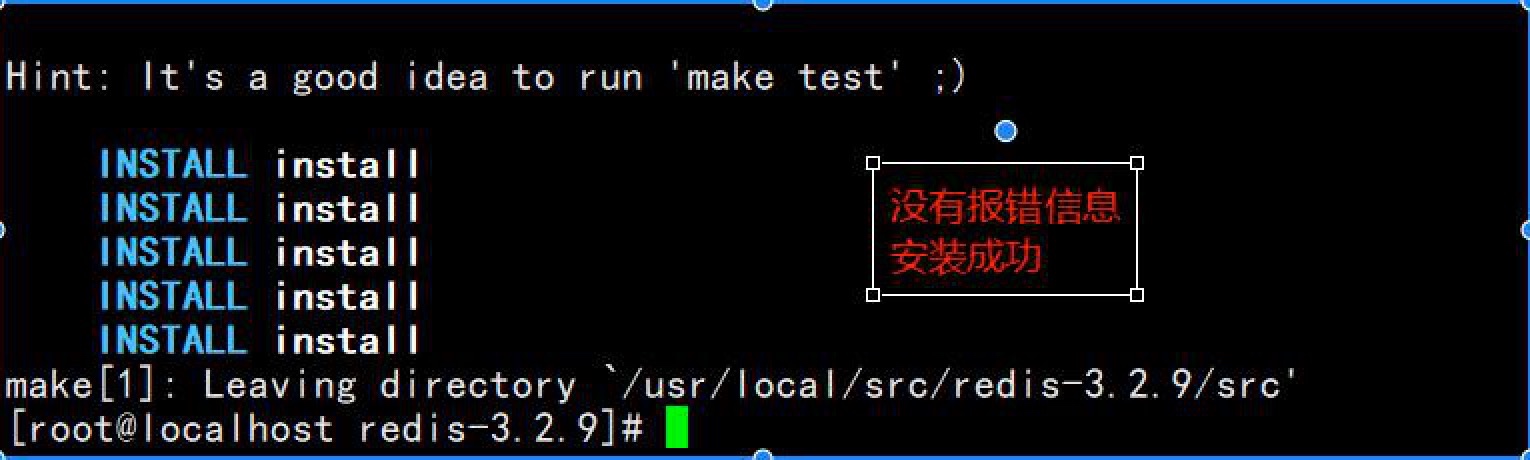 Hint: It's a good idea to run 'make test' ;)
INSTALL install
INSTALL install
没有报错信息
INSTALL install
安装成功
INSTALL install
INSTALL install
make[1]: Leaving directory `/usr/local/src/redis-3.2.9/src'
[root@localhost redis-3.2.9]#